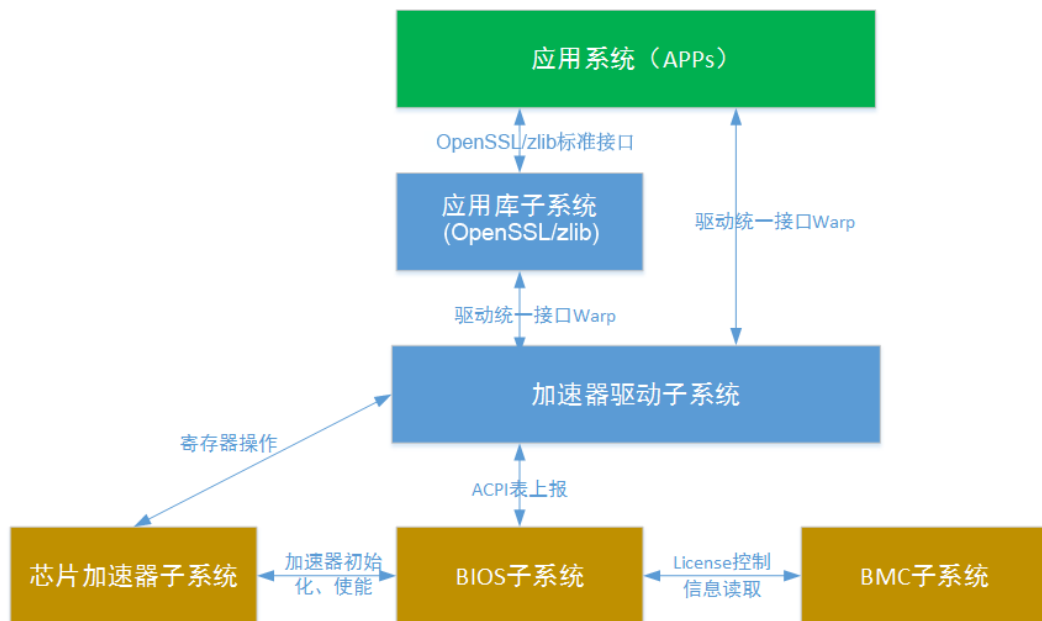 应用系统（APPs）
OpenSSL/zlib标准接口
应用库子系统
(OpenSSL/zlib)
驱动统一接口Warp
驱动统一接口Warp
加速器驱动子系统
寄存器操作
ACPI表上报
芯片加速器子系统
加速器初始
化、使能
BIOS子系统
License控制
信息读取
BMC子系统